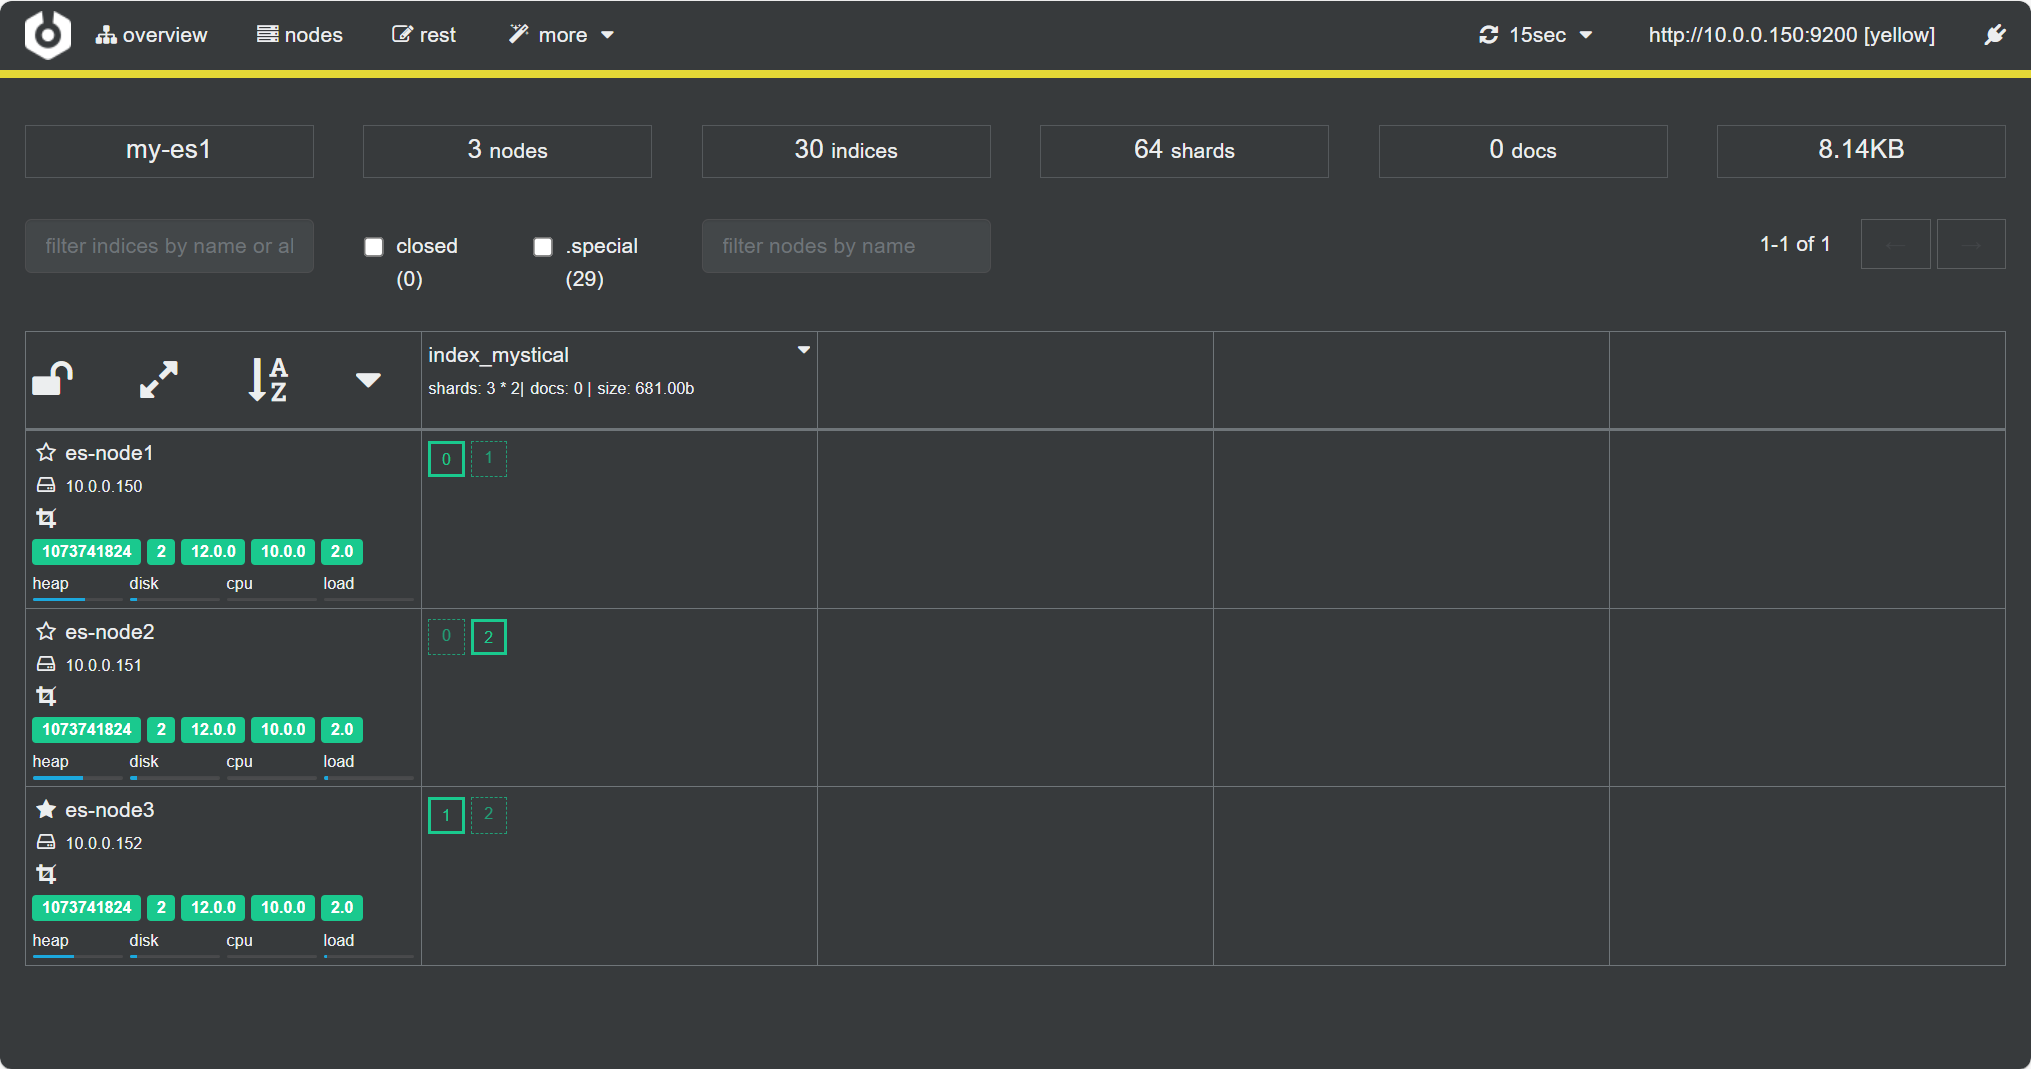 overview nodes rest more 15sec http://10.0.0.150:9200 [yellow]
my-es1 3 nodes 30 indices 64 shards 0 docs 8.14KB
filter indices by name or al closed (0) .special (29) filter nodes by name 1-1 of 1 ← →
A
Z
index_mystical
shards: 3 * 2| docs: 0 | size: 681.00b
es-node1
10.0.0.150
1073741824 2 12.0.0 10.0.0 2.0
heap disk cpu load
0 1
es-node2
10.0.0.151
1073741824 2 12.0.0 10.0.0 2.0
heap disk cpu load
0 2
es-node3
10.0.0.152
1073741824 2 12.0.0 10.0.0 2.0
heap disk cpu load
1 2